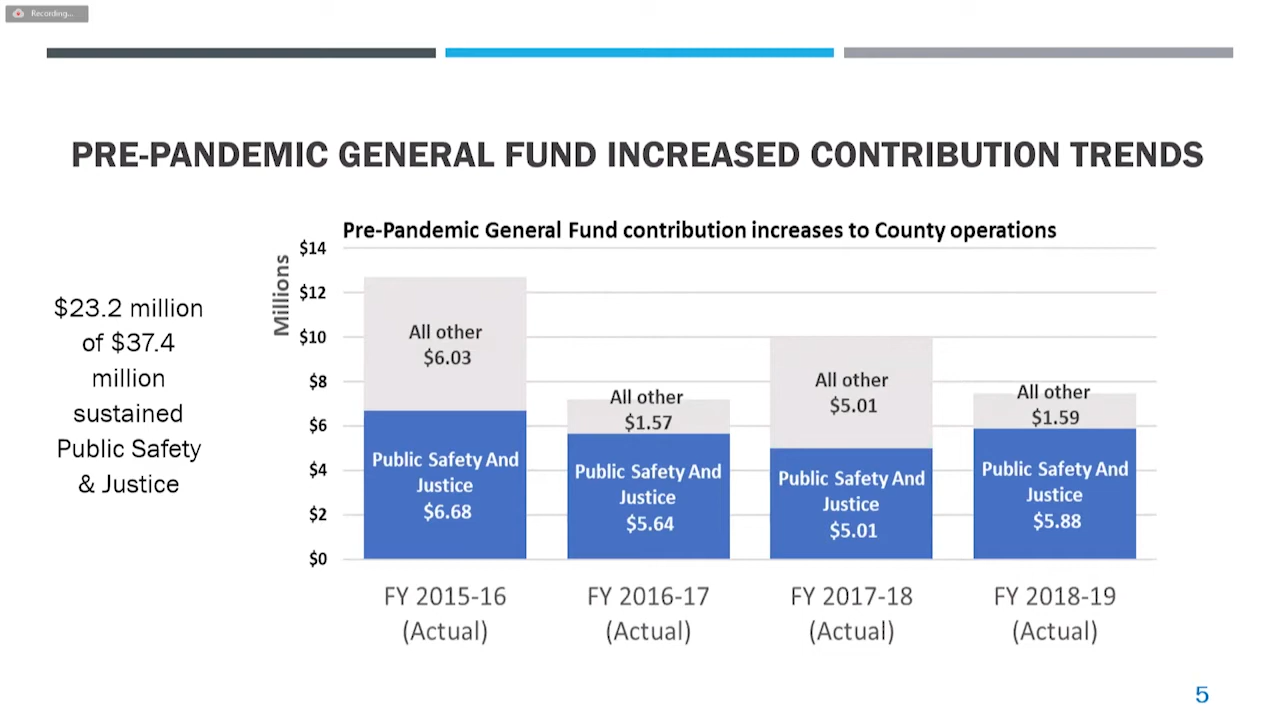 Recording...
PRE-PANDEMIC GENERAL FUND INCREASED CONTRIBUTION TRENDS
$23.2 million
of $37.4
million
sustained
Public Safety
& Justice
Pre-Pandemic General Fund contribution increases to County operations
Millions
$14
$12
$10
$8
$6
$4
$2
$0
All other
$6.03
Public Safety And
Justice
$6.68
All other
$1.57
Public Safety And
Justice
$5.64
All other
$5.01
Public Safety And
Justice
$5.01
All other
$1.59
Public Safety And
Justice
$5.88
FY 2015-16
(Actual)
FY 2016-17
(Actual)
FY 2017-18
(Actual)
FY 2018-19
(Actual)
5